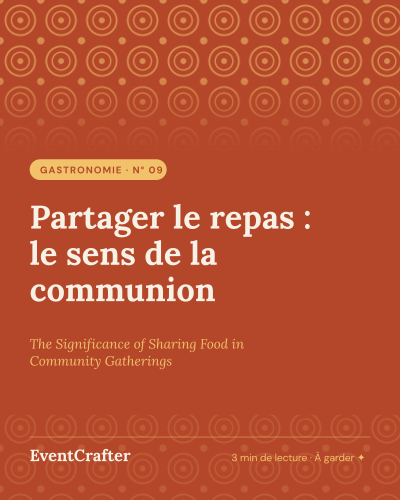 GASTRONOMIE · N° 09
Partager le repas :
le sens de la
communion
The Significance of Sharing Food in
Community Gatherings
EventCrafter
3 min de lecture · À garder ✦